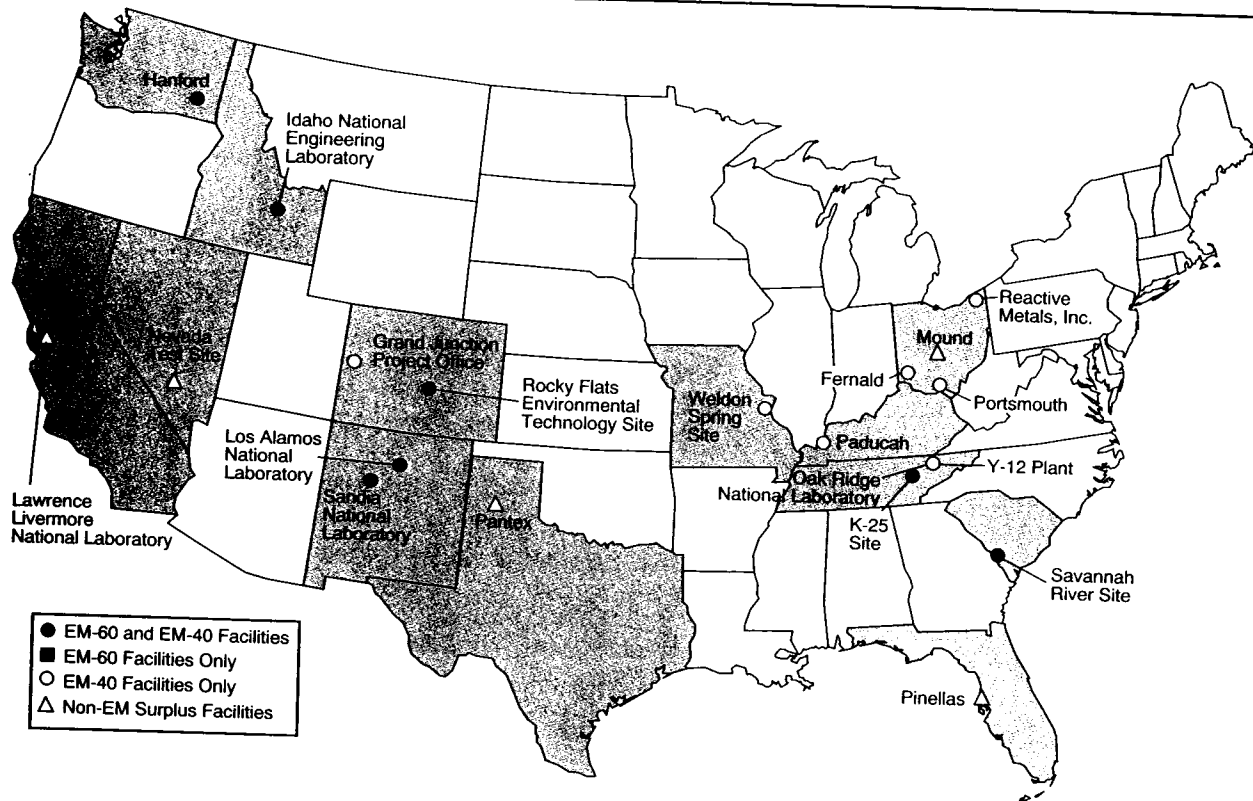 Hanford
Idaho National
Engineering
Laboratory
Nevada
Test Site
Grand Junction
Project Office
Rocky Flats
Environmental
Technology Site
Los Alamos
National
Laboratory
Sandia
National
Laboratory
Pantex
Lawrence
Livermore
National Laboratory
Weldon
Spring
Site
Reactive
Metals, Inc.
Mound
Fernald
Portsmouth
Paducah
Y-12 Plant
Oak Ridge
National Laboratory
K-25
Site
Savannah
River Site
Pinellas
EM-60 and EM-40 Facilities
EM-60 Facilities Only
EM-40 Facilities Only
Non-EM Surplus Facilities